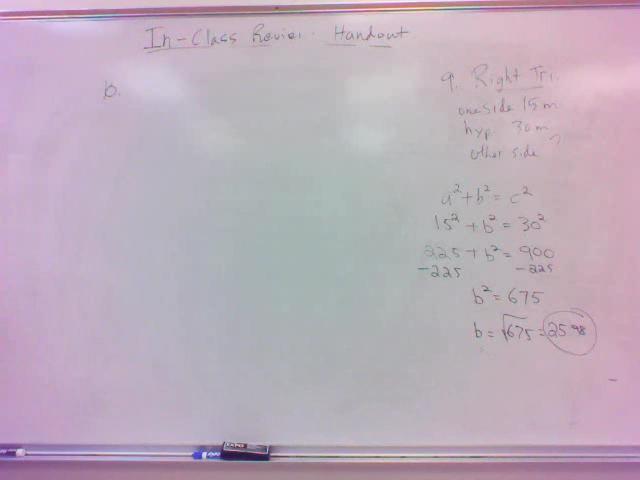 In-Class Review Handout
b.
9. Right Tri.
one side 15 m
hyp. 30 m
other side ?
a² + b² = c²
15² + b² = 30²
225 + b² = 900
-225 -225
b² = 675
b = √675 = 25.98